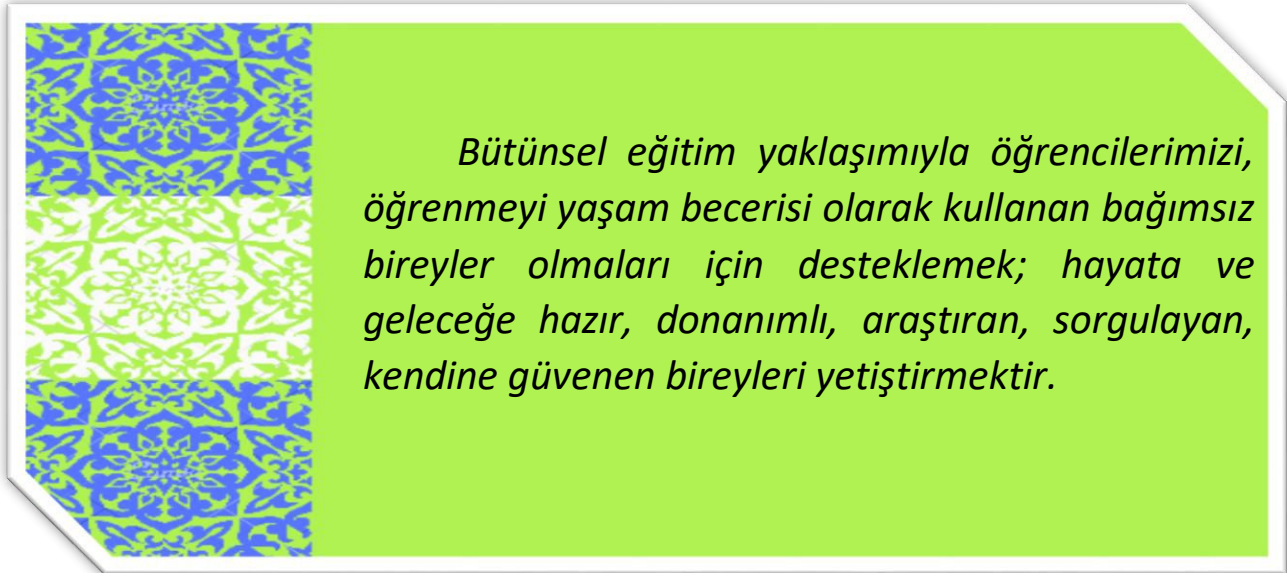 Bütünsel eğitim yaklaşımıyla öğrencilerimizi,
öğrenmeyi yaşam becerisi olarak kullanan bağımsız
bireyler olmaları için desteklemek; hayata ve
geleceğe hazır, donanımlı, araştıran, sorgulayan,
kendine güvenen bireyleri yetiştirmektir.